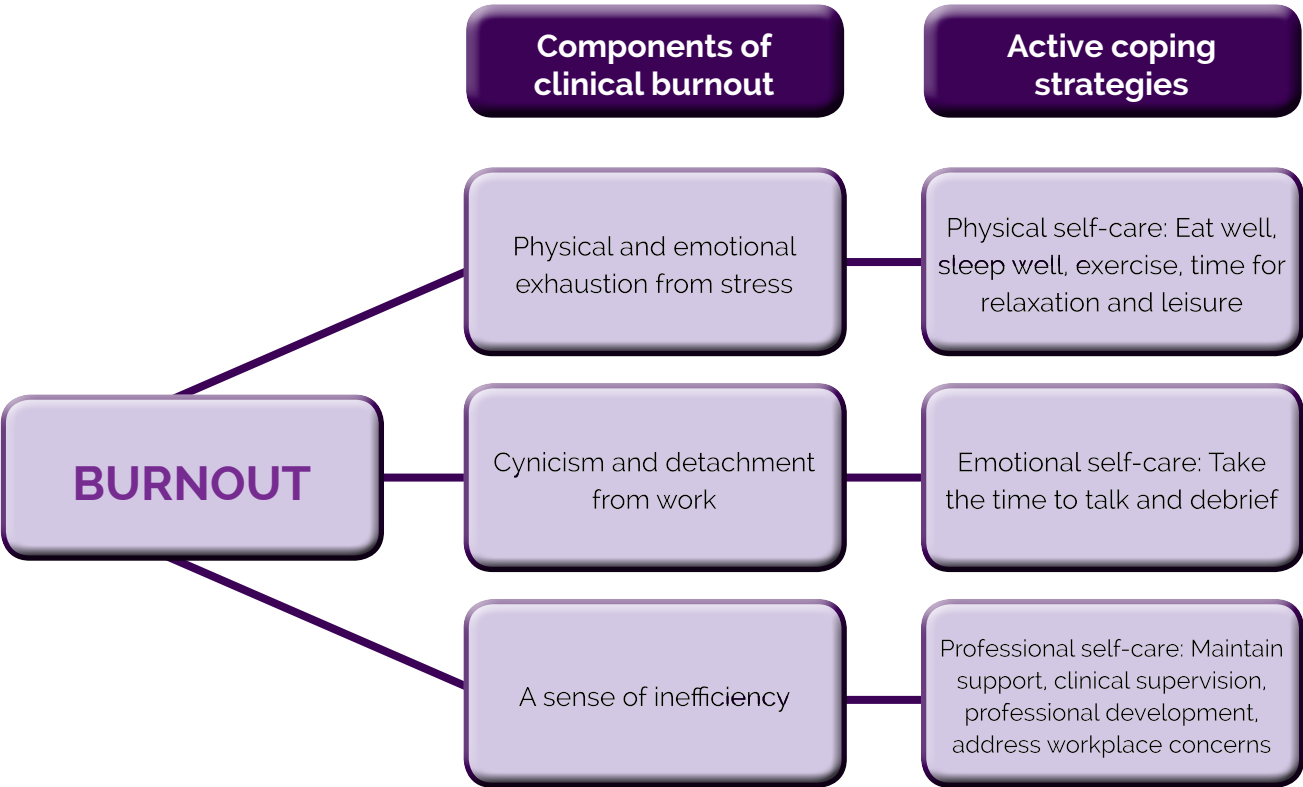 Components of
clinical burnout
Active coping
strategies
Physical and emotional
exhaustion from stress
Physical self-care: Eat well,
sleep well, exercise, time for
relaxation and leisure
BURNOUT
Cynicism and detachment
from work
Emotional self-care: Take
the time to talk and debrief
A sense of inefficiency
Professional self-care: Maintain
support, clinical supervision,
professional development,
address workplace concerns